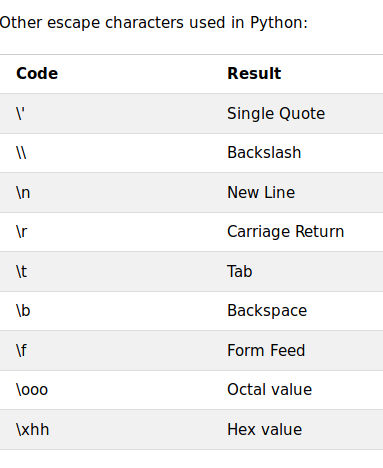 Other escape characters used in Python:
Code Result
\' Single Quote
\\ Backslash
\n New Line
\r Carriage Return
\t Tab
\b Backspace
\f Form Feed
\ooo Octal value
\xhh Hex value